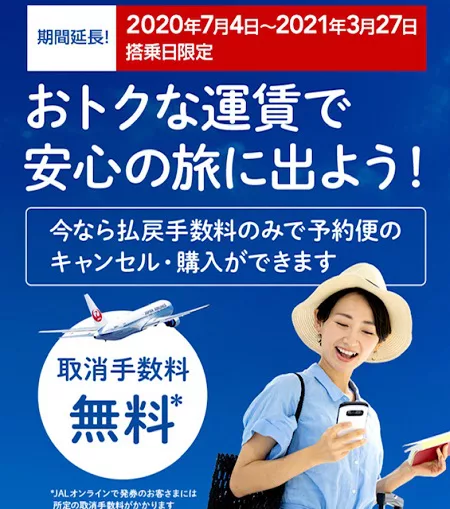 期間延長!
2020年7月4日～2021年3月27日
搭乗日限定
おトクな運賃で
安心の旅に出よう!
今なら払戻手数料のみで予約便の
キャンセル・購入ができます
取消手数料
無料*
*JALオンラインで発券のお客さまには
所定の取消手数料がかかります